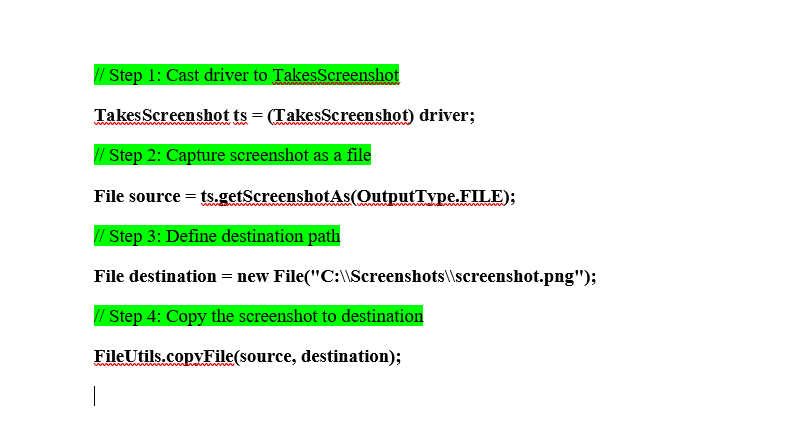 // Step 1: Cast driver to TakesScreenshot
TakesScreenshot ts = (TakesScreenshot) driver;
// Step 2: Capture screenshot as a file
File source = ts.getScreenshotAs(OutputType.FILE);
// Step 3: Define destination path
File destination = new File("C:\\Screenshots\\screenshot.png");
// Step 4: Copy the screenshot to destination
FileUtils.copyFile(source, destination);